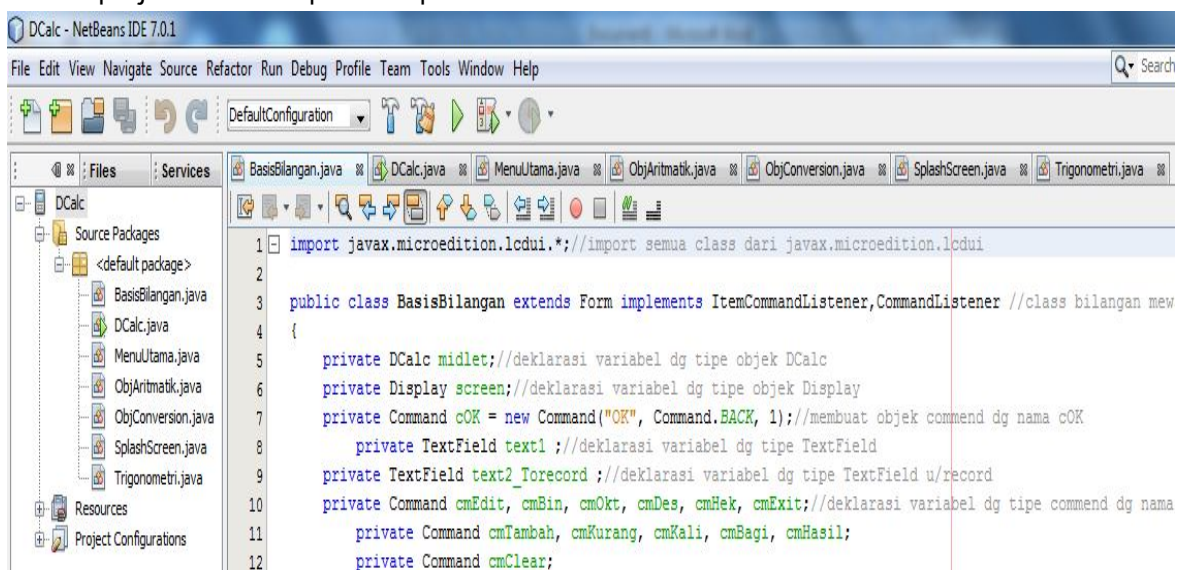 DCalc - NetBeans IDE 7.0.1
File Edit View Navigate Source Refactor Run Debug Profile Team Tools Window Help
Search
DefaultConfiguration
Files Services
BasisBilangan.java DCalc.java MenuUtama.java ObjAritmatik.java ObjConversion.java SplashScreen.java Trigonometri.java
DCalc
Source Packages
<default package>
BasisBilangan.java
DCalc.java
MenuUtama.java
ObjAritmatik.java
ObjConversion.java
SplashScreen.java
Trigonometri.java
Resources
Project Configurations
1 import javax.microedition.lcdui.*;//import semua class dari javax.microedition.lcdui
2
3 public class BasisBilangan extends Form implements ItemCommandListener,CommandListener //class bilangan mew
4 {
5 private DCalc midlet;//deklarasi variabel dg tipe objek DCalc
6 private Display screen;//deklarasi variabel dg tipe objek Display
7 private Command cOK = new Command("OK", Command.BACK, 1);//membuat objek commend dg nama cOK
8 private TextField text1 ;//deklarasi variabel dg tipe TextField
9 private TextField text2_Torecord ;//deklarasi variabel dg tipe TextField u/record
10 private Command cmEdit, cmBin, cmOkt, cmDes, cmHek, cmExit;//deklarasi variabel dg tipe commend dg nama
11 private Command cmTambah, cmKurang, cmKali, cmBagi, cmHasil;
12 private Command cmClear;